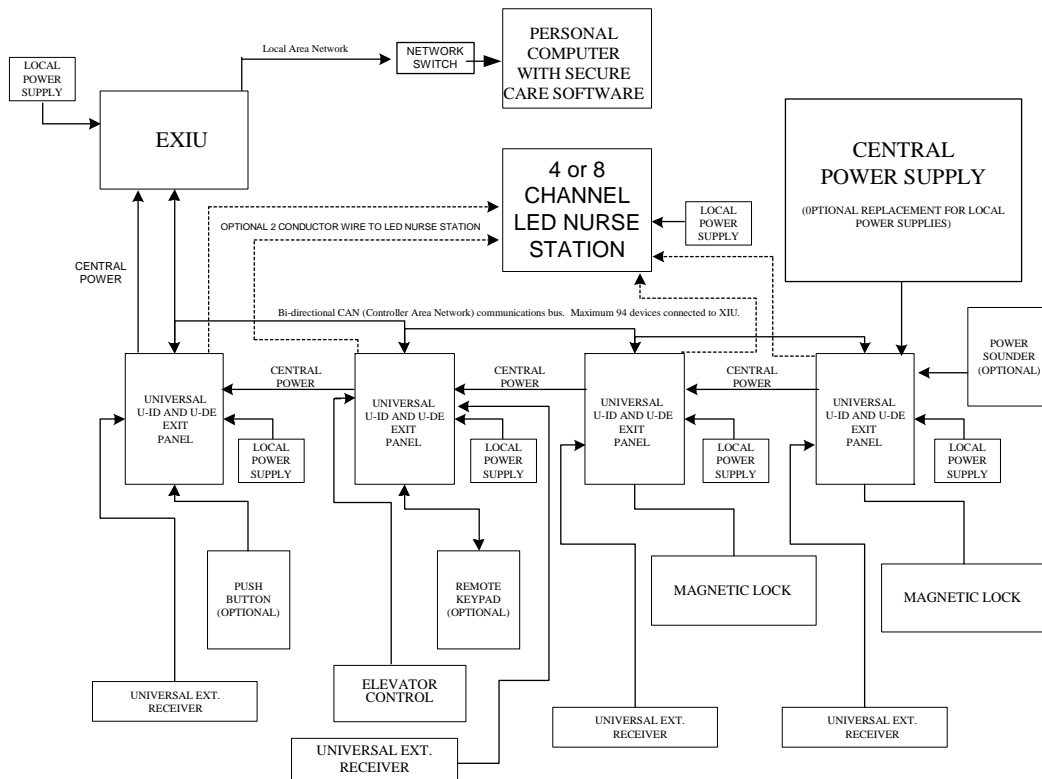 Local Area Network
NETWORK
SWITCH
PERSONAL
COMPUTER
WITH SECURE
CARE SOFTWARE
LOCAL
POWER
SUPPLY
EXIU
CENTRAL
POWER SUPPLY
(0PTIONAL REPLACEMENT FOR LOCAL
POWER SUPPLIES)
4 or 8
CHANNEL
LED NURSE
STATION
LOCAL
POWER
SUPPLY
OPTIONAL 2 CONDUCTOR WIRE TO LED NURSE STATION
CENTRAL
POWER
Bi-directional CAN (Controller Area Network) communications bus. Maximum 94 devices connected to XIU.
POWER
SOUNDER
(OPTIONAL)
CENTRAL
POWER
CENTRAL
POWER
CENTRAL
POWER
UNIVERSAL
U-ID AND U-DE
EXIT
PANEL
UNIVERSAL
U-ID AND U-DE
EXIT
PANEL
UNIVERSAL
U-ID AND U-DE
EXIT
PANEL
UNIVERSAL
U-ID AND U-DE
EXIT
PANEL
LOCAL
POWER
SUPPLY
LOCAL
POWER
SUPPLY
LOCAL
POWER
SUPPLY
LOCAL
POWER
SUPPLY
PUSH
BUTTON
(OPTIONAL)
REMOTE
KEYPAD
(OPTIONAL)
MAGNETIC LOCK
MAGNETIC LOCK
ELEVATOR
CONTROL
UNIVERSAL EXT.
RECEIVER
UNIVERSAL EXT.
RECEIVER
UNIVERSAL EXT.
RECEIVER
UNIVERSAL EXT.
RECEIVER